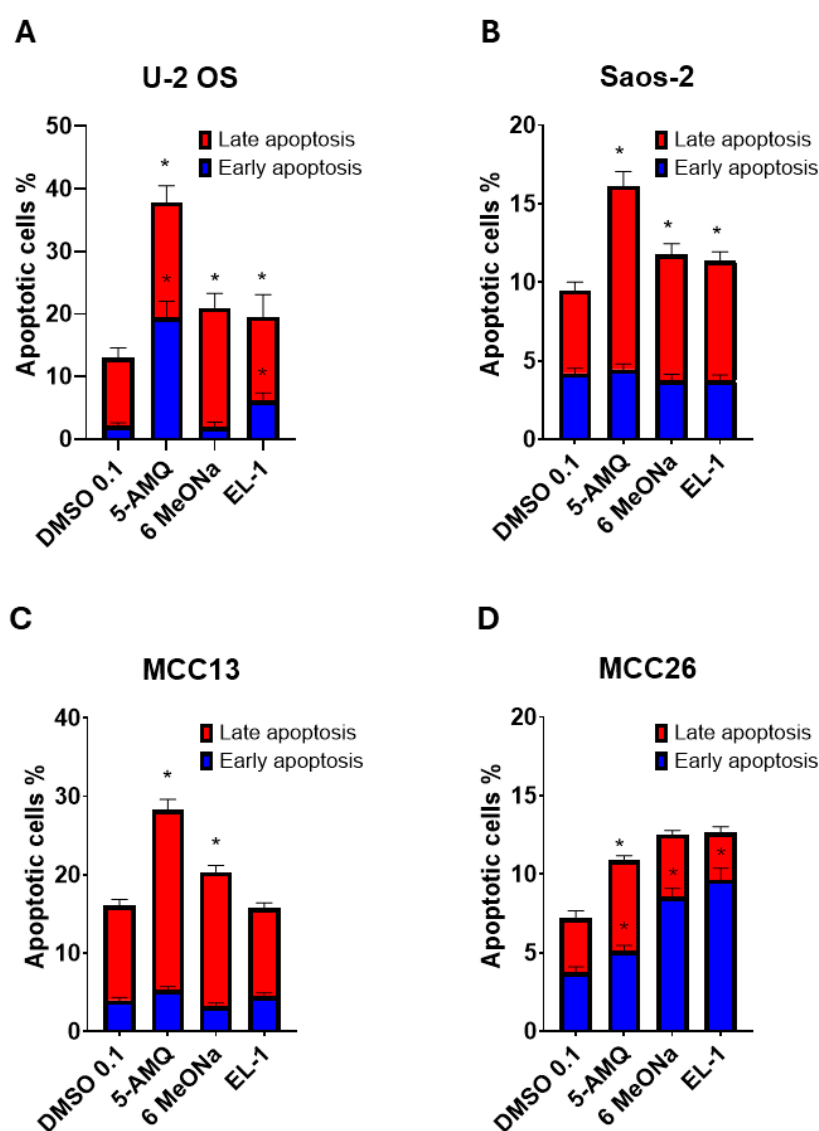 A
U-2 OS
Late apoptosis
Early apoptosis
Apoptotic cells %
50
40
30
20
10
0
*
*
*
*
*
DMSO 0.1
5-AMQ
6 MeONa
EL-1
B
Saos-2
Late apoptosis
Early apoptosis
Apoptotic cells %
20
15
10
5
0
*
*
*
DMSO 0.1
5-AMQ
6 MeONa
EL-1
C
MCC13
Late apoptosis
Early apoptosis
Apoptotic cells %
40
30
20
10
0
*
*
DMSO 0.1
5-AMQ
6 MeONa
EL-1
D
MCC26
Late apoptosis
Early apoptosis
Apoptotic cells %
20
15
10
5
0
*
*
*
*
DMSO 0.1
5-AMQ
6 MeONa
EL-1